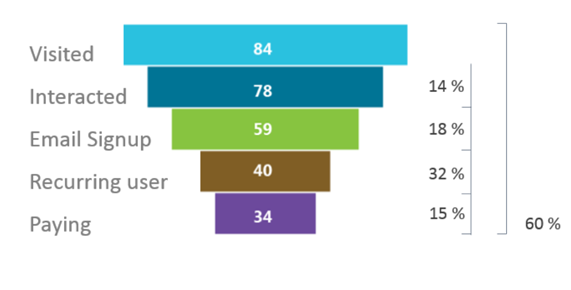 Visited 84
Interacted 78 14 %
Email Signup 59 18 %
Recurring user 40 32 %
Paying 34 15 %
60 %